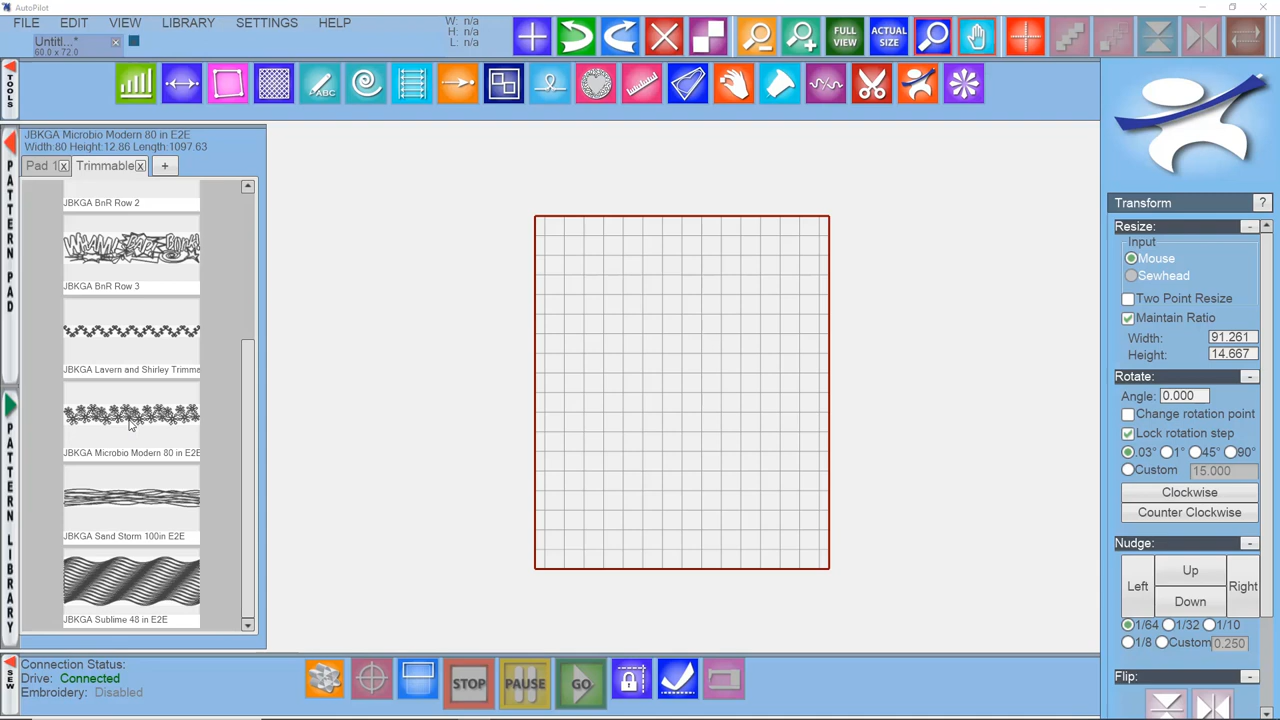 AutoPilot
FILE EDIT VIEW LIBRARY SETTINGS HELP
W: n/a
H: n/a
L: n/a
FULL VIEW
ACTUAL SIZE
Untitl...* x
60.0 x 72.0
TOOLS
ABC
JBKGA Microbio Modern 80 in E2E
Width:80 Height:12.86 Length:1097.63
Pad 1 x Trimmable x +
PATTERN PAD
PATTERN LIBRARY
JBKGA BnR Row 2
JBKGA BnR Row 3
JBKGA Lavern and Shirley Trimma
JBKGA Microbio Modern 80 in E2E
JBKGA Sand Storm 100in E2E
JBKGA Sublime 48 in E2E
Transform ?
Resize: -
Input
Mouse
Sewhead
Two Point Resize
Maintain Ratio
Width: 91.261
Height: 14.667
Rotate: -
Angle: 0.000
Change rotation point
Lock rotation step
.03° 1° 45° 90°
Custom 15.000
Clockwise
Counter Clockwise
Nudge: -
Left Up Right
Down
1/64 1/32 1/10
1/8 Custom 0.250
Flip: -
SEW
Connection Status:
Drive: Connected
Embroidery: Disabled
STOP PAUSE GO